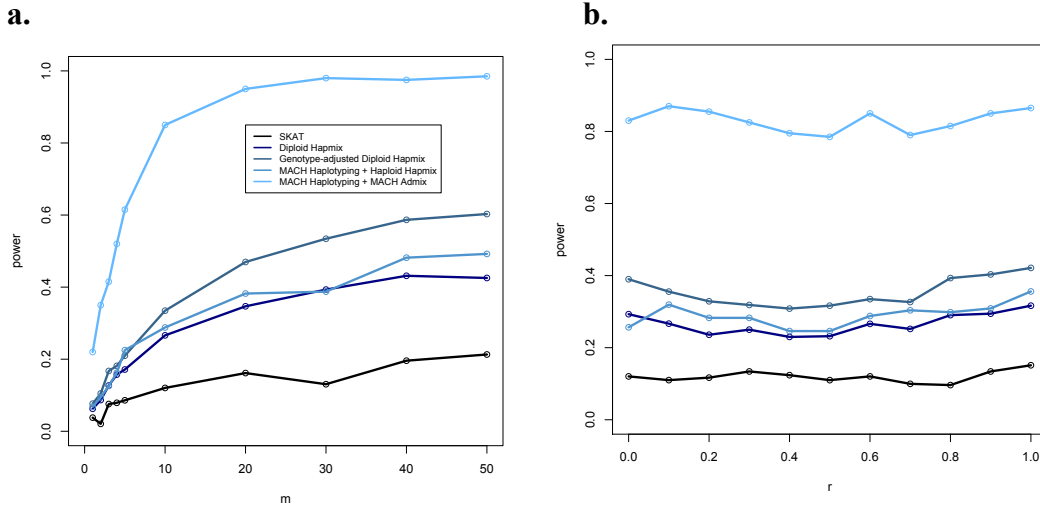 a.
b.
SKAT
Diploid Hapmix
Genotype-adjusted Diploid Hapmix
MACH Haplotyping + Haploid Hapmix
MACH Haplotyping + MACH Admix
power
0.0
0.2
0.4
0.6
0.8
1.0
0
10
20
30
40
50
m
power
0.0
0.2
0.4
0.6
0.8
1.0
0.0
0.2
0.4
0.6
0.8
1.0
r